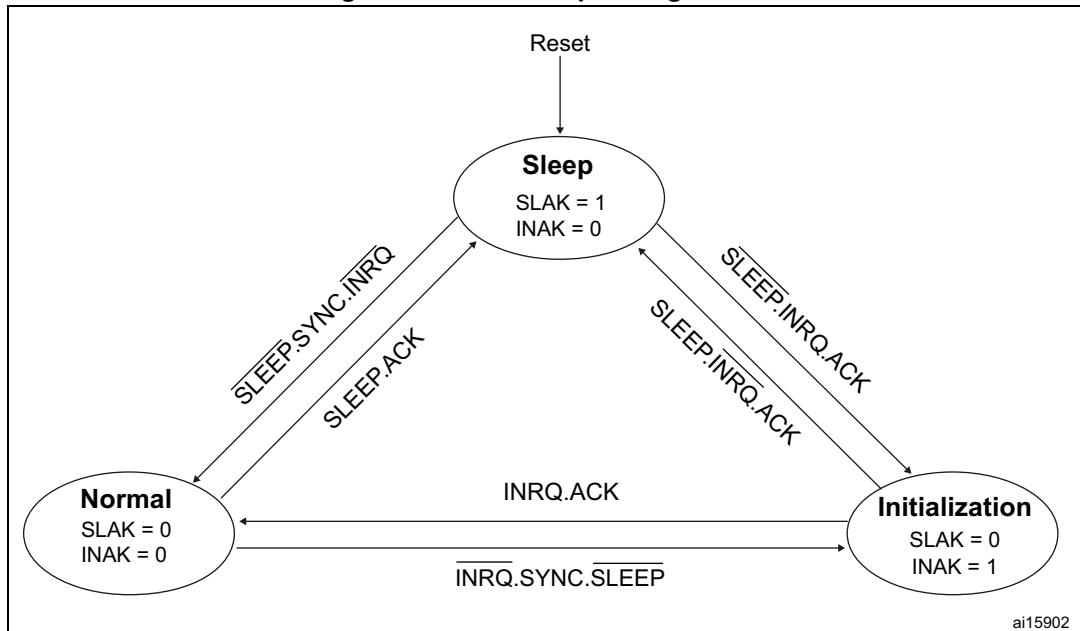 Reset
Sleep
SLAK = 1
INAK = 0
SLEEP.SYNC.INRQ
SLEEP.ACK
SLEEP.INRQ.ACK
SLEEP.INRQ.ACK
Normal
SLAK = 0
INAK = 0
INRQ.ACK
INRQ.SYNC.SLEEP
Initialization
SLAK = 0
INAK = 1
ai15902